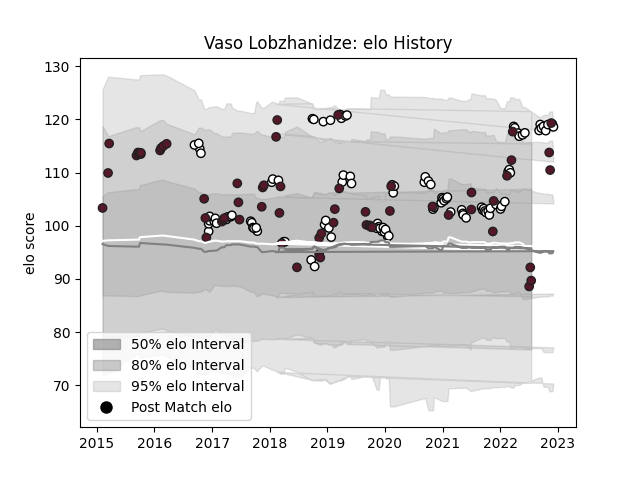 Vaso Lobzhanidze: elo History
elo score
130
120
110
100
90
80
70
50% elo Interval
80% elo Interval
95% elo Interval
Post Match elo
2015 2016 2017 2018 2019 2020 2021 2022 2023